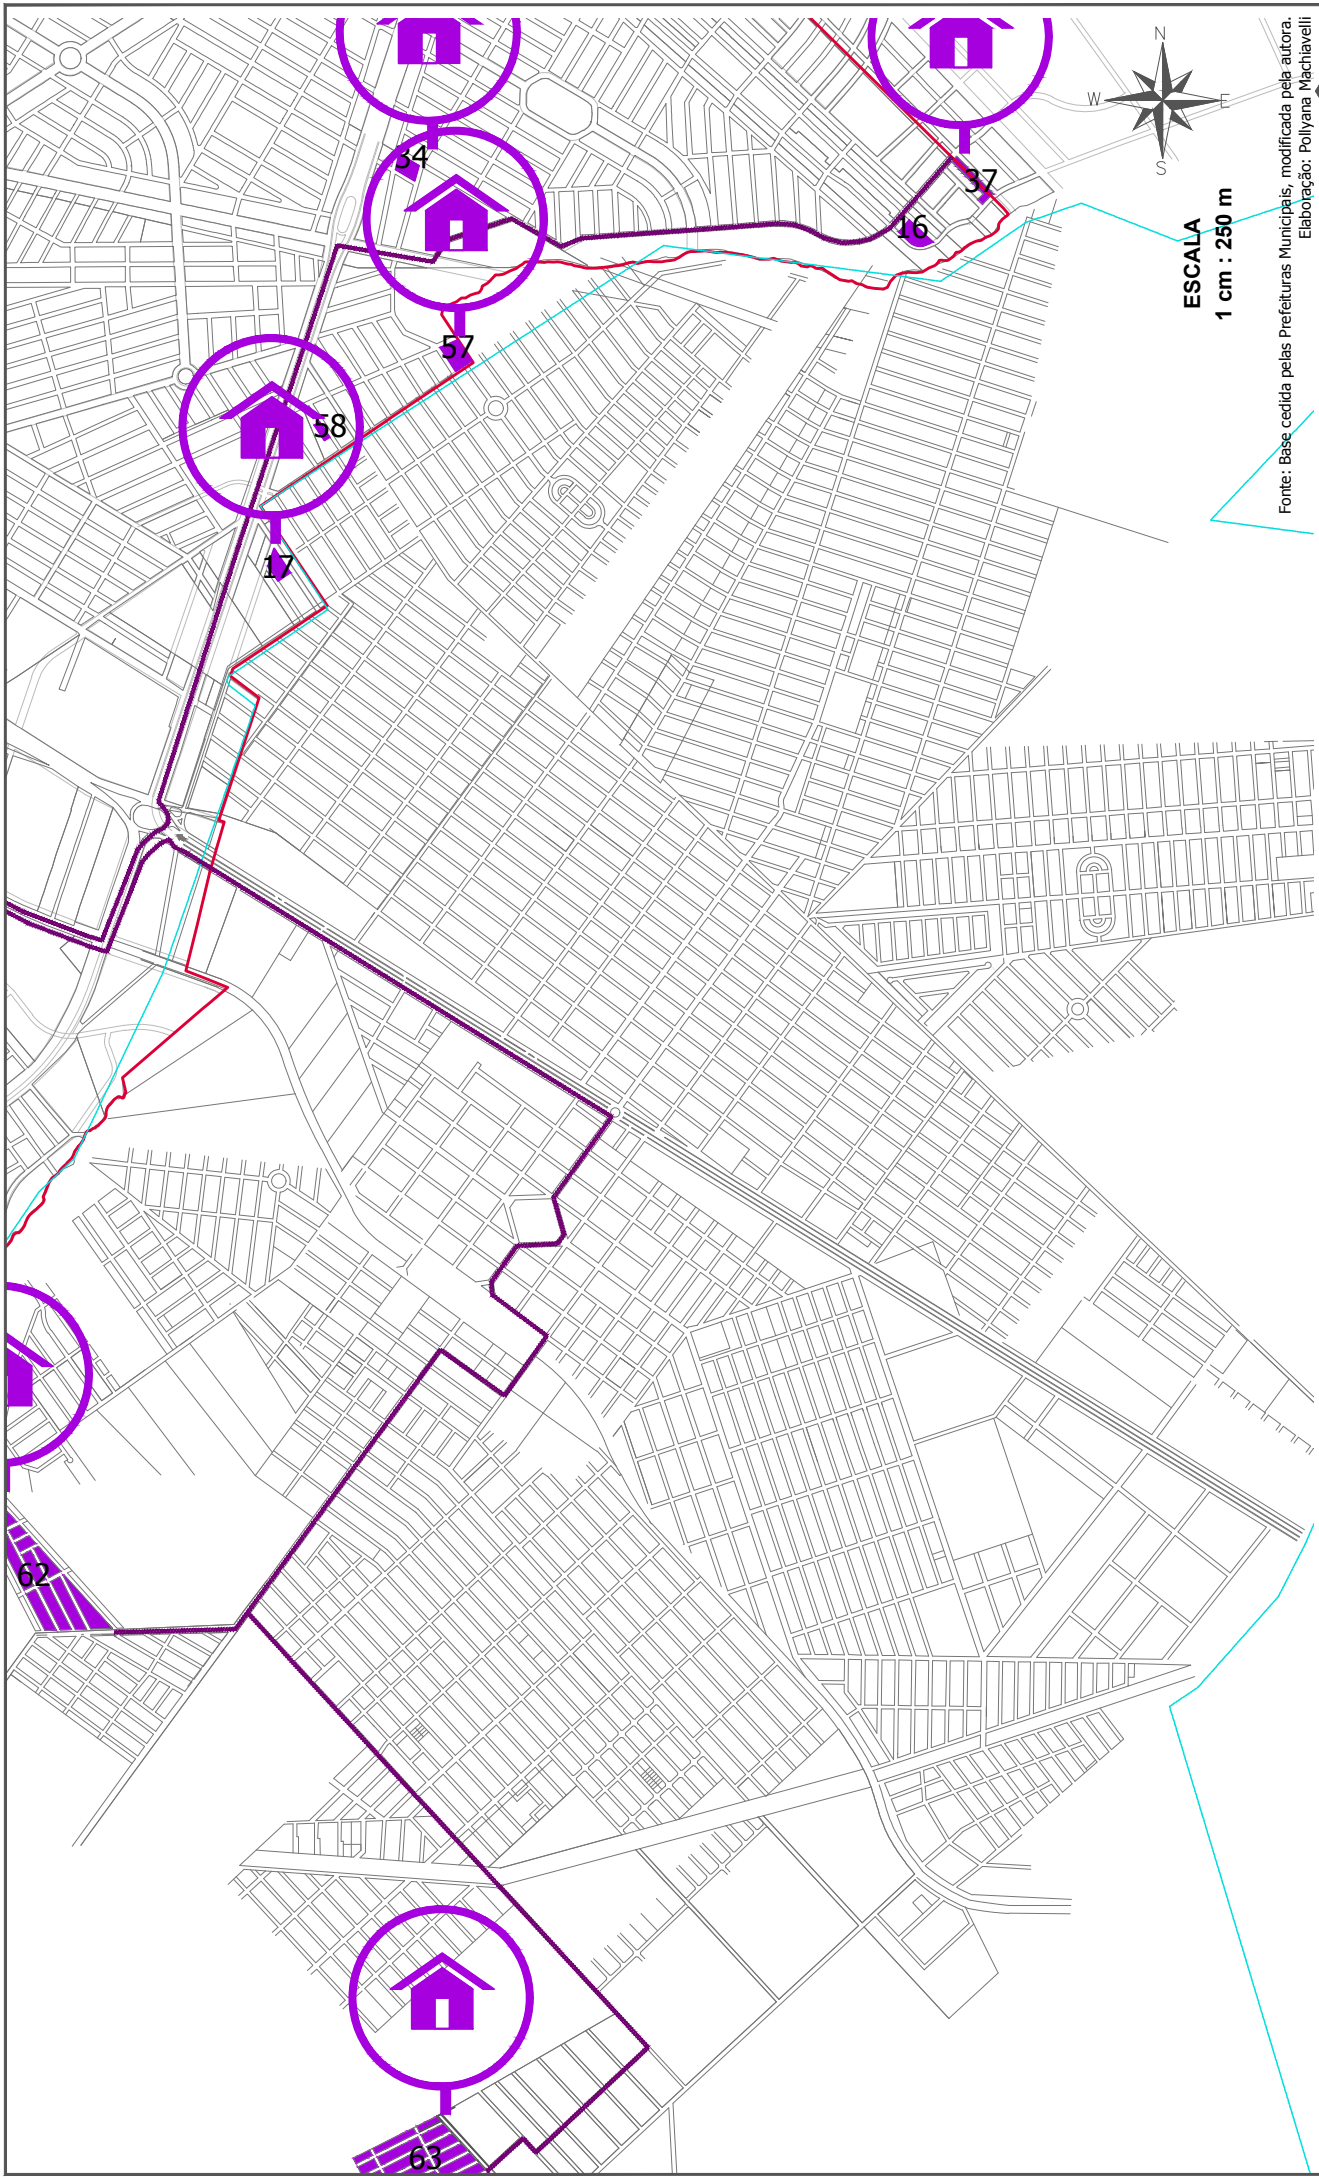 N
W
E
S
34
37
16
57
58
17
62
63
ESCALA
1 cm : 250 m
Fonte: Base cedida pelas Prefeituras Municipais, modificada pela autora.
Elaboração: Pollyana Machiavelli